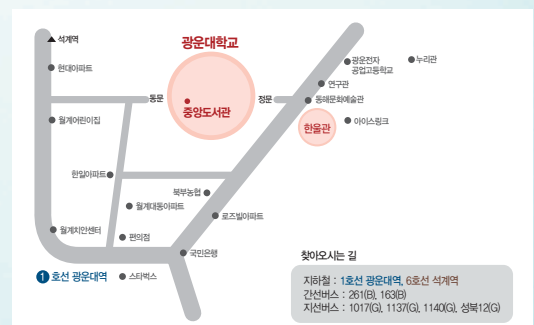 ▲ 석계역
광운대학교
현대아파트
광운전자
공업고등학교
누리관
연구관
동문
정문
동해문화예술관
중앙도서관
월계어린이집
한울관
아이스링크
한일아파트
북부농협
월계대동아파트
로즈빌아파트
월계치안센터
편의점
국민은행
1 호선 광운대역
스타벅스
찾아오시는 길
지하철 : 1호선 광운대역, 6호선 석계역
간선버스 : 261(B), 163(B)
지선버스 : 1017(G), 1137(G), 1140(G), 성북12(G)